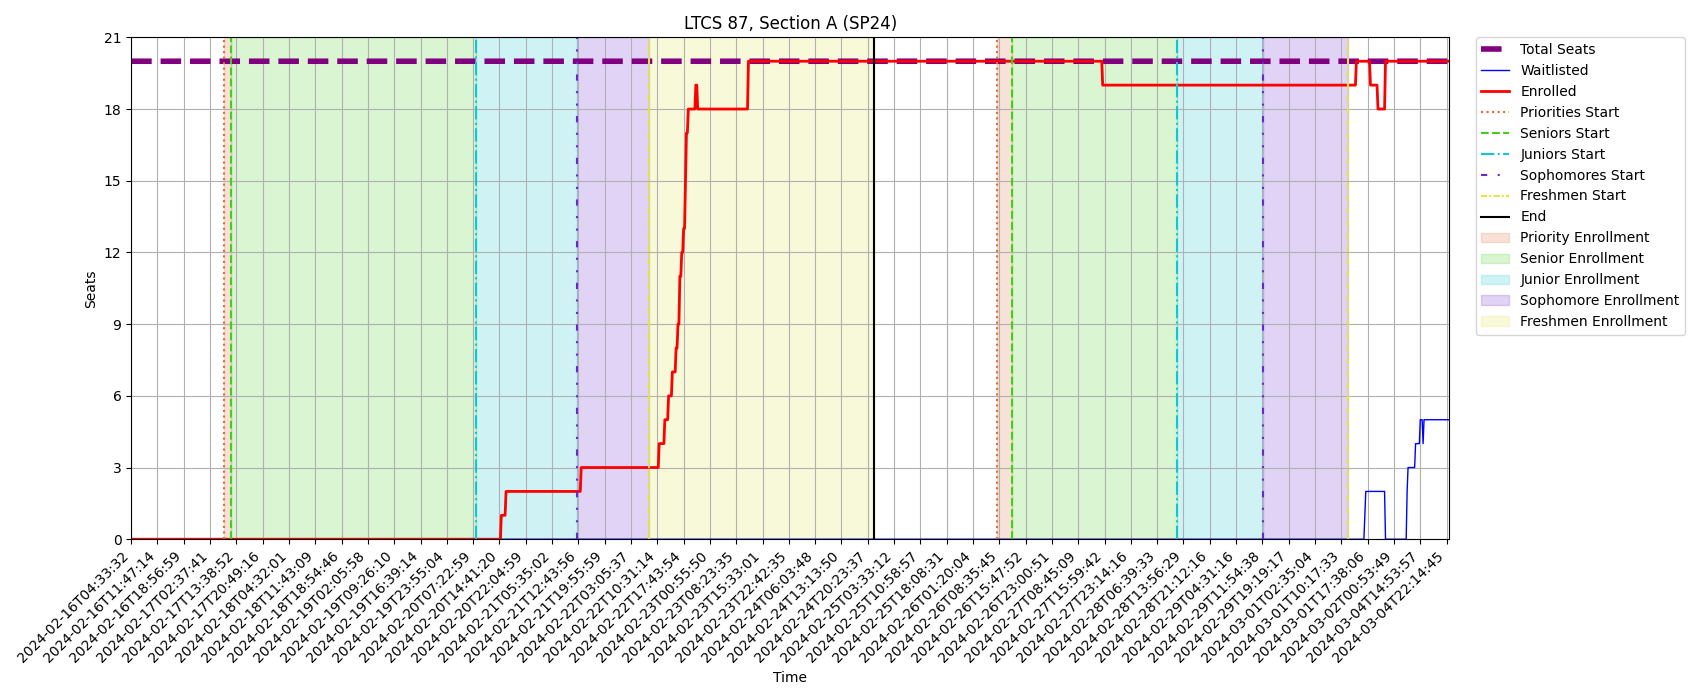 LTCS 87, Section A (SP24)
21
18
15
12
9
6
3
0
Seats
2024-02-16T04:33:32
2024-02-16T11:47:14
2024-02-16T18:56:59
2024-02-17T02:37:41
2024-02-17T13:38:52
2024-02-17T20:49:16
2024-02-18T04:32:01
2024-02-18T11:43:09
2024-02-18T18:54:46
2024-02-19T02:05:58
2024-02-19T09:26:10
2024-02-19T16:39:14
2024-02-19T23:55:04
2024-02-20T07:22:59
2024-02-20T14:41:20
2024-02-20T22:04:59
2024-02-21T05:35:02
2024-02-21T12:43:56
2024-02-21T19:55:59
2024-02-22T03:05:37
2024-02-22T10:31:14
2024-02-22T17:43:54
2024-02-23T00:55:50
2024-02-23T08:23:35
2024-02-23T15:33:01
2024-02-23T22:42:35
2024-02-24T06:03:48
2024-02-24T13:13:50
2024-02-24T20:23:37
2024-02-25T03:33:12
2024-02-25T10:58:57
2024-02-25T18:08:31
2024-02-26T01:20:04
2024-02-26T08:35:45
2024-02-26T15:47:52
2024-02-26T23:00:51
2024-02-27T08:45:09
2024-02-27T15:59:42
2024-02-27T23:14:16
2024-02-28T06:39:33
2024-02-28T13:56:29
2024-02-28T21:12:16
2024-02-29T04:31:16
2024-02-29T11:54:38
2024-02-29T19:19:17
2024-03-01T02:35:04
2024-03-01T10:17:33
2024-03-01T17:38:06
2024-03-02T00:53:49
2024-03-04T14:53:57
2024-03-04T22:14:45
Time
Total Seats
Waitlisted
Enrolled
Priorities Start
Seniors Start
Juniors Start
Sophomores Start
Freshmen Start
End
Priority Enrollment
Senior Enrollment
Junior Enrollment
Sophomore Enrollment
Freshmen Enrollment